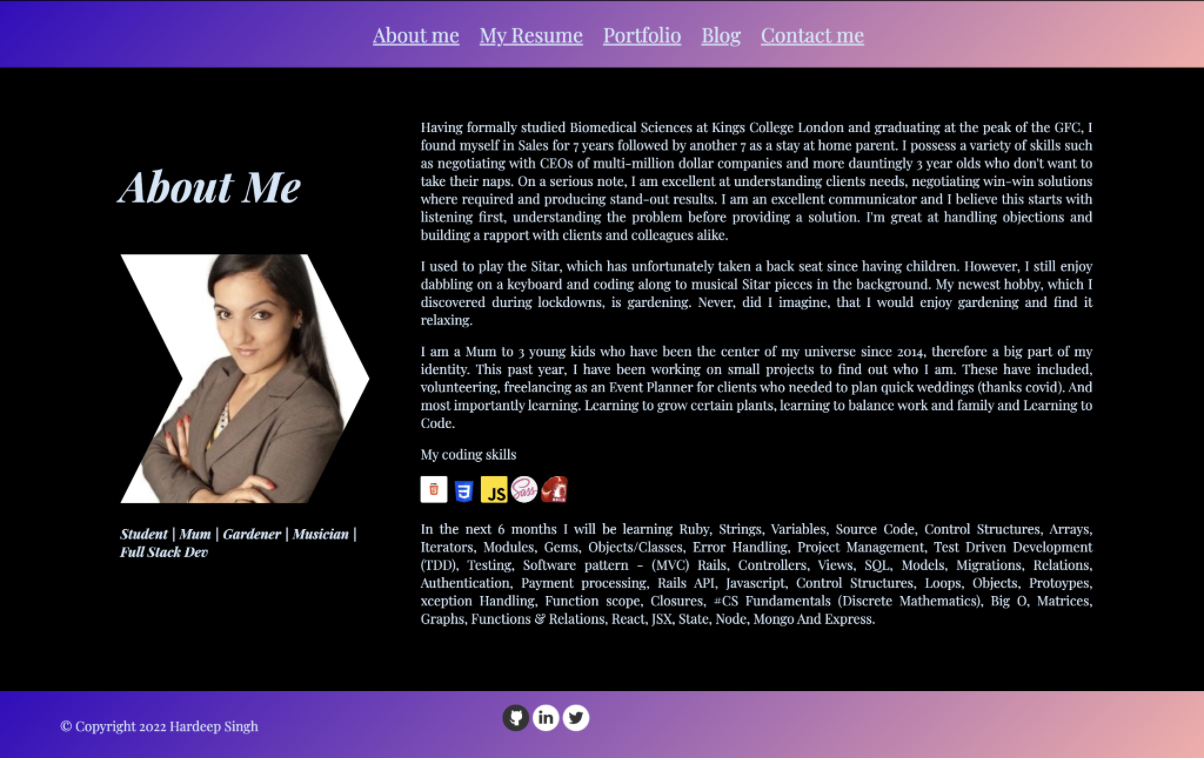 About me My Resume Portfolio Blog Contact me
About Me
Student | Mum | Gardener | Musician |
Full Stack Dev
Having formally studied Biomedical Sciences at Kings College London and graduating at the peak of the GFC, I
found myself in Sales for 7 years followed by another 7 as a stay at home parent. I possess a variety of skills such
as negotiating with CEOs of multi-million dollar companies and more dauntingly 3 year olds who don't want to
take their naps. On a serious note, I am excellent at understanding clients needs, negotiating win-win solutions
where required and producing stand-out results. I am an excellent communicator and I believe this starts with
listening first, understanding the problem before providing a solution. I'm great at handling objections and
building a rapport with clients and colleagues alike.
I used to play the Sitar, which has unfortunately taken a back seat since having children. However, I still enjoy
dabbling on a keyboard and coding along to musical Sitar pieces in the background. My newest hobby, which I
discovered during lockdowns, is gardening. Never, did I imagine, that I would enjoy gardening and find it
relaxing.
I am a Mum to 3 young kids who have been the center of my universe since 2014, therefore a big part of my
identity. This past year, I have been working on small projects to find out who I am. These have included,
volunteering, freelancing as an Event Planner for clients who needed to plan quick weddings (thanks covid). And
most importantly learning. Learning to grow certain plants, learning to balance work and family and Learning to
Code.
My coding skills
JS Sass
In the next 6 months I will be learning Ruby, Strings, Variables, Source Code, Control Structures, Arrays,
Iterators, Modules, Gems, Objects/Classes, Error Handling, Project Management, Test Driven Development
(TDD), Testing, Software pattern - (MVC) Rails, Controllers, Views, SQL, Models, Migrations, Relations,
Authentication, Payment processing, Rails API, Javascript, Control Structures, Loops, Objects, Protoypes,
xception Handling, Function scope, Closures, #CS Fundamentals (Discrete Mathematics), Big O, Matrices,
Graphs, Functions & Relations, React, JSX, State, Node, Mongo And Express.
© Copyright 2022 Hardeep Singh